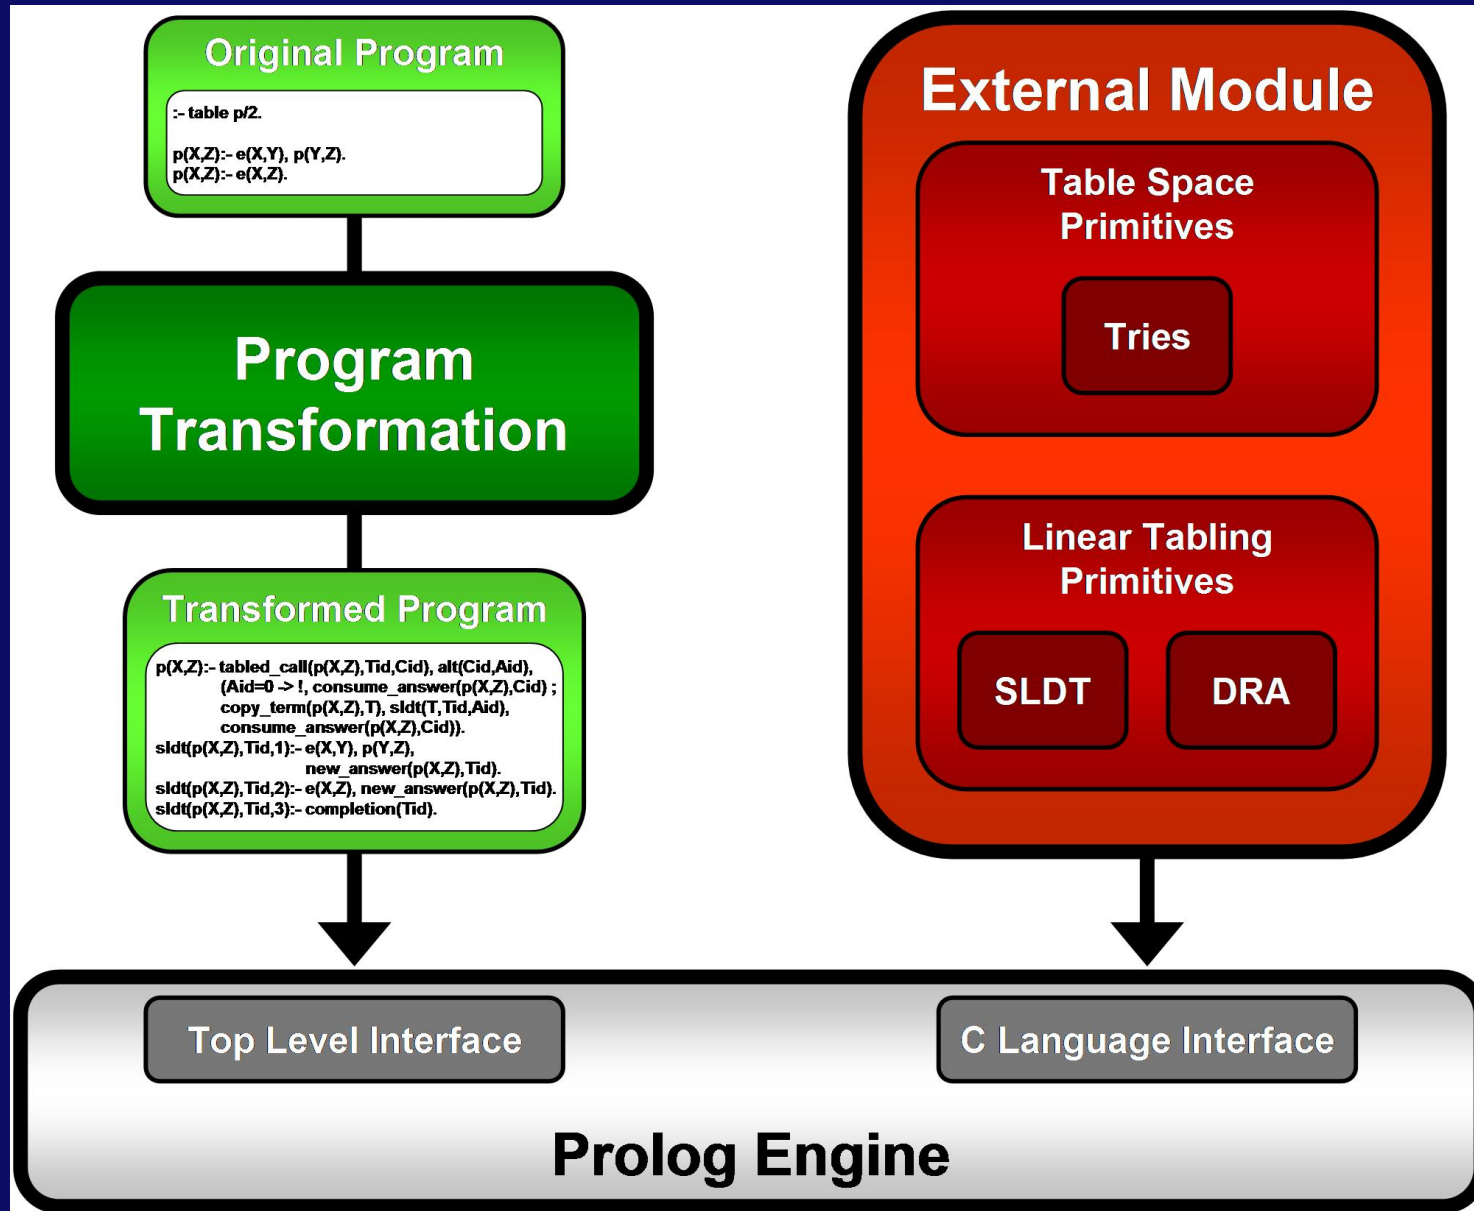 Original Program
:- table p/2.
p(X,Z):- e(X,Y), p(Y,Z).
p(X,Z):- e(X,Z).
Program
Transformation
Transformed Program
p(X,Z):- tabled_call(p(X,Z),Tid,Cid), alt(Cid,Aid),
(Aid=0 -> !, consume_answer(p(X,Z),Cid) ;
copy_term(p(X,Z),T), sldt(T,Tid,Aid),
consume_answer(p(X,Z),Cid)).
sldt(p(X,Z),Tid,1):- e(X,Y), p(Y,Z),
new_answer(p(X,Z),Tid).
sldt(p(X,Z),Tid,2):- e(X,Z), new_answer(p(X,Z),Tid).
sldt(p(X,Z),Tid,3):- completion(Tid).
External Module
Table Space
Primitives
Tries
Linear Tabling
Primitives
SLDT
DRA
Top Level Interface
C Language Interface
Prolog Engine